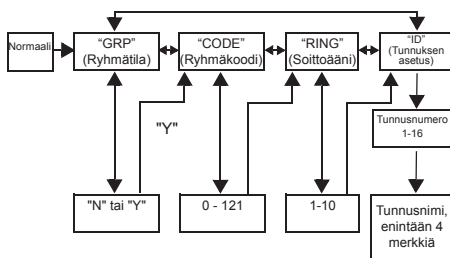 Normaali
"GRP"
(Ryhmätila)
"CODE"
(Ryhmäkoodi)
"RING"
(Soittoääni)
"ID"
(Tunnuksen
asetus)
"Y"
Tunnusnumero
1-16
"N" tai "Y"
0 - 121
1-10
Tunnusnimi,
enintään 4
merkkiä